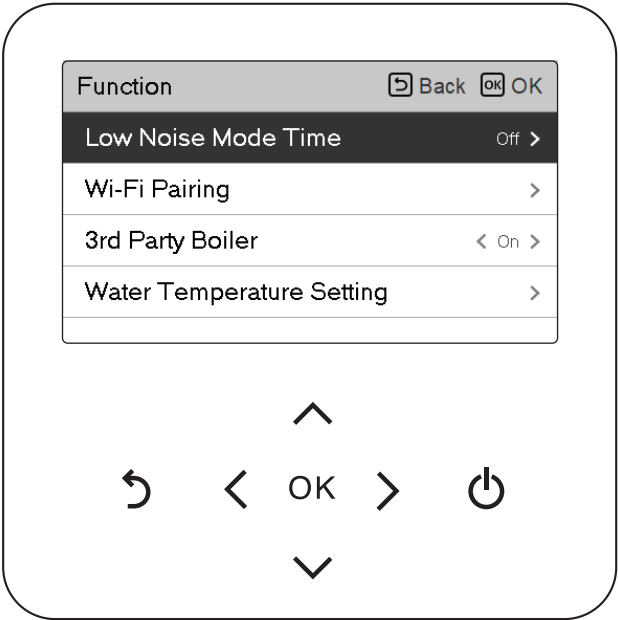 Function Back OK OK
Low Noise Mode Time Off
Wi-Fi Pairing
3rd Party Boiler On
Water Temperature Setting
OK